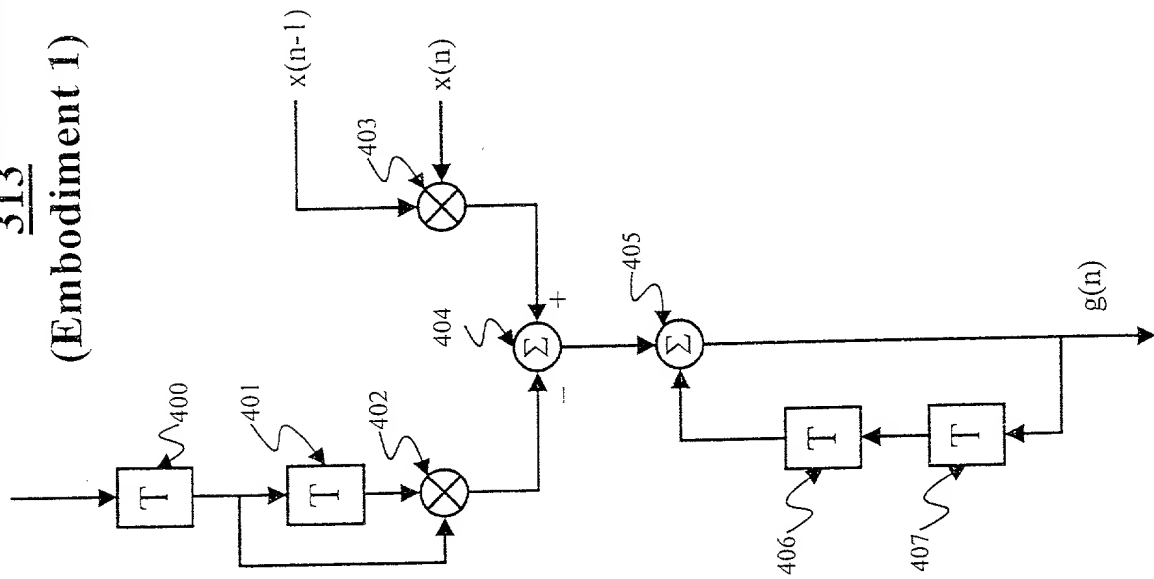 313
(Embodiment 1)
x(n-1)
x(n)
403
400
T
401
T
402
404
Σ
+
−
405
Σ
T
406
T
407
g(n)